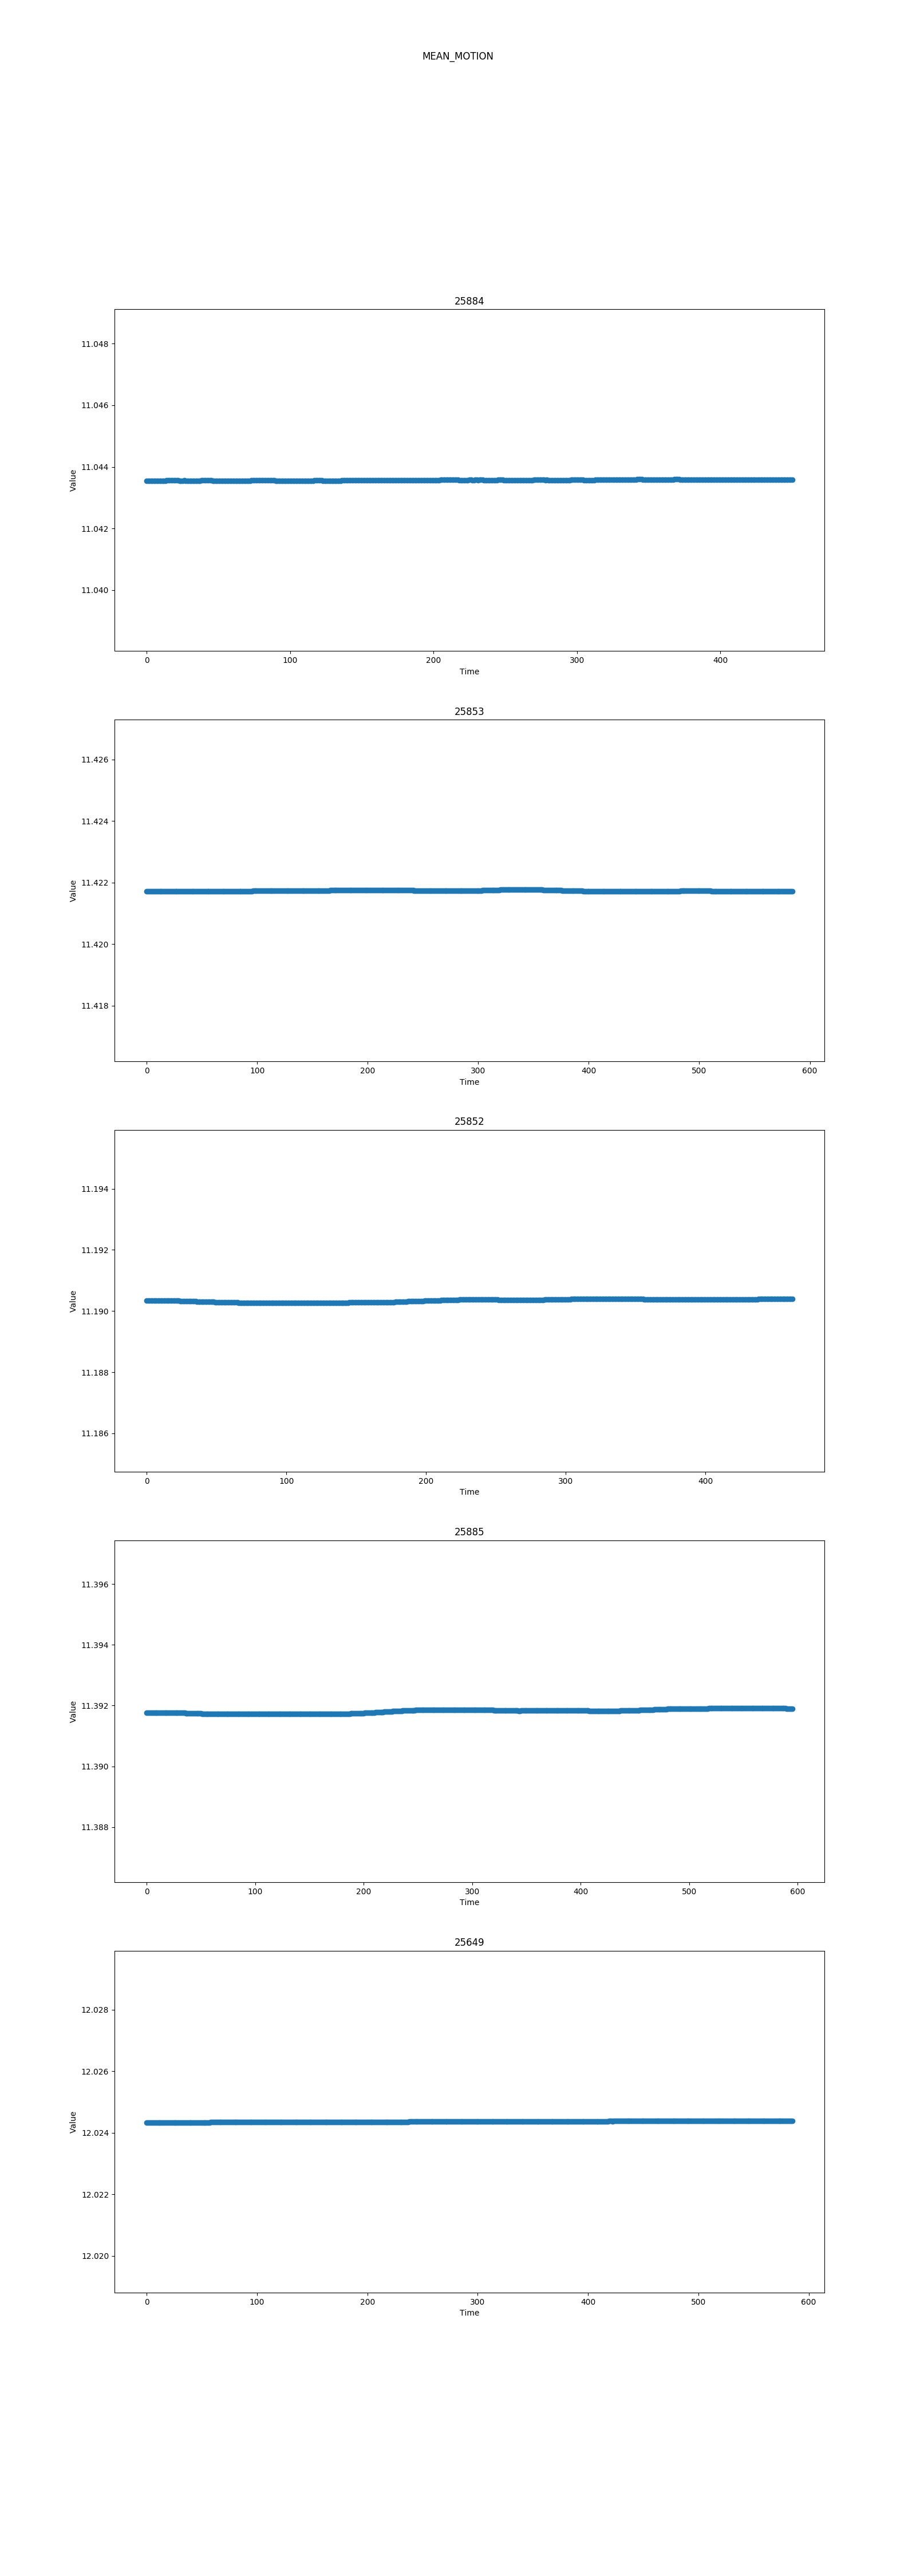 MEAN_MOTION
25884
11.048
11.046
11.044
11.042
11.040
Value
0 100 200 300 400
Time
25853
11.426
11.424
11.422
11.420
11.418
Value
0 100 200 300 400 500 600
Time
25852
11.194
11.192
11.190
11.188
11.186
Value
0 100 200 300 400
Time
25885
11.396
11.394
11.392
11.390
11.388
Value
0 100 200 300 400 500 600
Time
25649
12.028
12.026
12.024
12.022
12.020
Value
0 100 200 300 400 500 600
Time